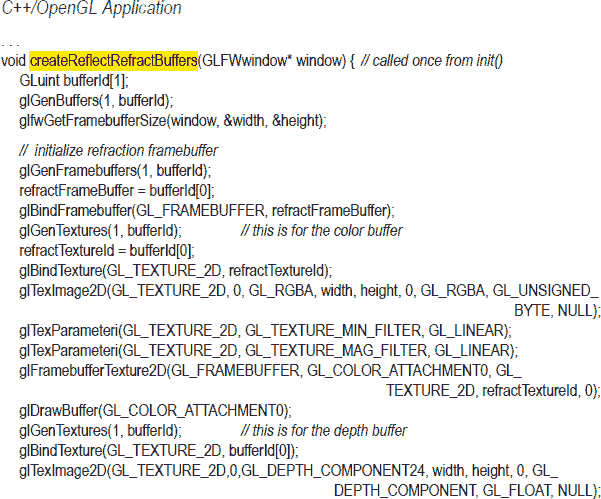 C++/OpenGL Application
. . .
void createReflectRefractBuffers(GLFWwindow* window) { // called once from init()
GLuint bufferId[1];
glGenBuffers(1, bufferId);
glfwGetFramebufferSize(window, &width, &height);
// initialize refraction framebuffer
glGenFramebuffers(1, bufferId);
refractFrameBuffer = bufferId[0];
glBindFramebuffer(GL_FRAMEBUFFER, refractFrameBuffer);
glGenTextures(1, bufferId); // this is for the color buffer
refractTextureId = bufferId[0];
glBindTexture(GL_TEXTURE_2D, refractTextureId);
glTexImage2D(GL_TEXTURE_2D, 0, GL_RGBA, width, height, 0, GL_RGBA, GL_UNSIGNED_
BYTE, NULL);
glTexParameteri(GL_TEXTURE_2D, GL_TEXTURE_MIN_FILTER, GL_LINEAR);
glTexParameteri(GL_TEXTURE_2D, GL_TEXTURE_MAG_FILTER, GL_LINEAR);
glFramebufferTexture2D(GL_FRAMEBUFFER, GL_COLOR_ATTACHMENT0, GL_
TEXTURE_2D, refractTextureId, 0);
glDrawBuffer(GL_COLOR_ATTACHMENT0);
glGenTextures(1, bufferId); // this is for the depth buffer
glBindTexture(GL_TEXTURE_2D, bufferId[0]);
glTexImage2D(GL_TEXTURE_2D,0,GL_DEPTH_COMPONENT24, width, height, 0, GL_
DEPTH_COMPONENT, GL_FLOAT, NULL);